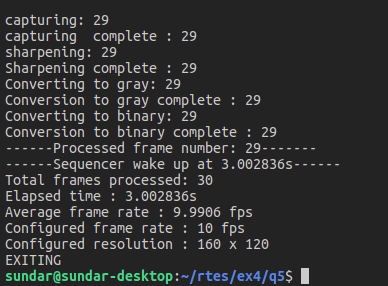 capturing: 29
capturing  complete : 29
sharpening: 29
Sharpening complete : 29
Converting to gray: 29
Conversion to gray complete : 29
Converting to binary: 29
Conversion to binary complete : 29
------Processed frame number: 29-------
------Sequencer wake up at 3.002836s------
Total frames processed: 30
Elapsed time : 3.002836s
Average frame rate : 9.9906 fps
Configured frame rate : 10 fps
Configured resolution : 160 x 120
EXITING
sundar@sundar-desktop:~/rtes/ex4/q5$